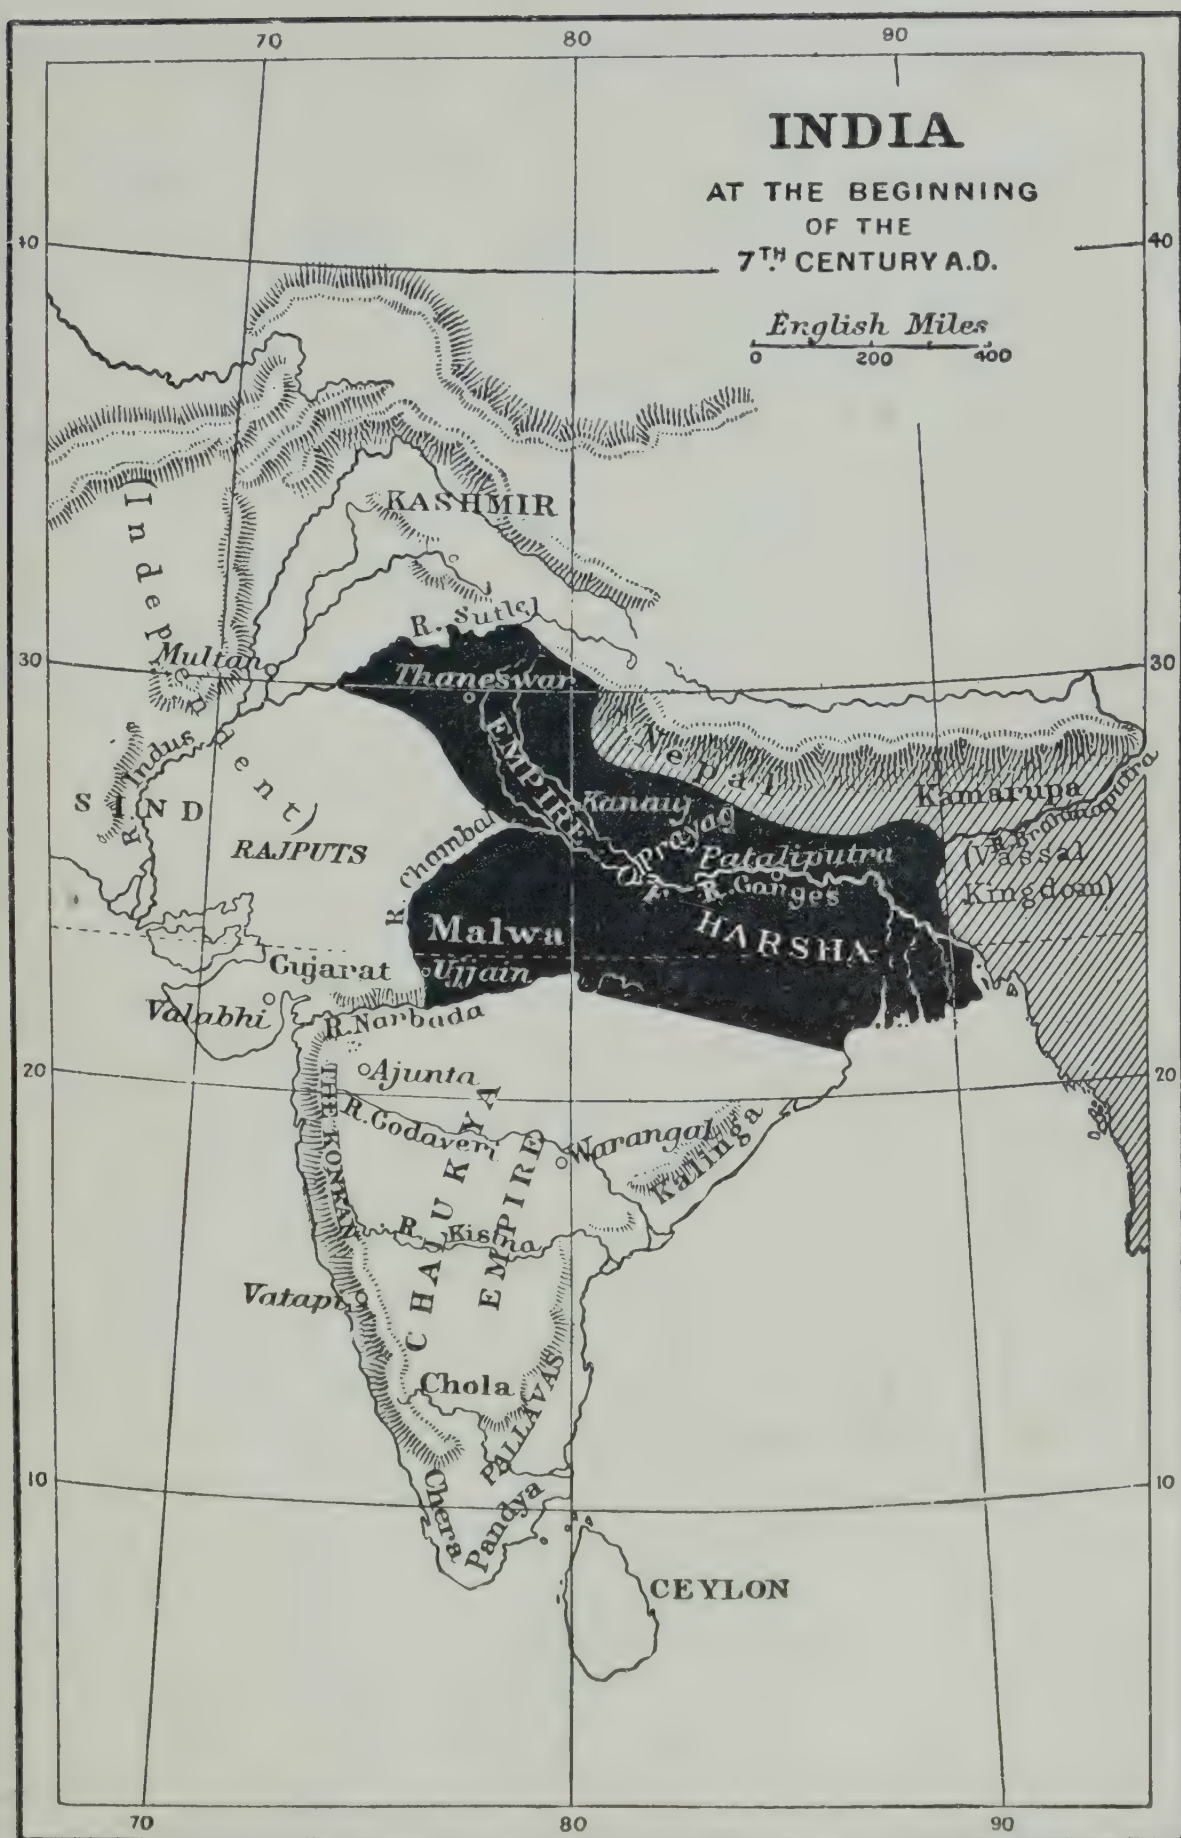 70 80 90
INDIA
AT THE BEGINNING
OF THE
7TH CENTURY A.D.
40 40
English Miles
0 200 400
(Independent)
KASHMIR
R. Sutlej
30 30
Multan
Thaneswar
R. Indus
SIND
RAJPUTS
EMPIRE OF HARSHA
Nepal
Kanauj
Kamarupa
R. Brahmaputra
(Vassal
Kingdom)
Prayag
Pataliputra
R. Ganges
R. Chambal
Malwa
Ujjain
Gujarat
Valabhi
R. Narbuda
20 20
Ajunta
THE KONKAN
R. Godaveri
Warangal
Kalinga
CHALUKYA
EMPIRE
R. Kistna
Vatapi
Chola
PALLAVAS
10 10
Chera
Pandya
CEYLON
70 80 90